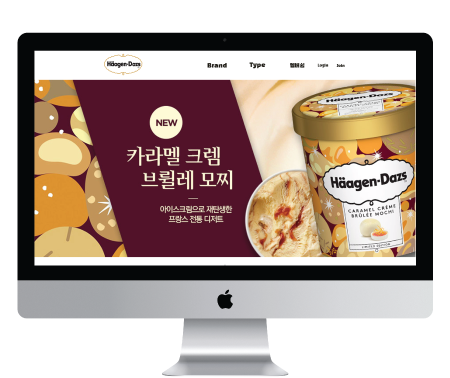 Häagen-Dazs
Brand
Type
멤버쉽
Login
Join
NEW
카라멜 크렘
브륄레 모찌
아이스크림으로 재탄생한
프랑스 전통 디저트
Häagen-Dazs
Häagen-Dazs
CARAMEL CRÈME
BRÛLÉE MOCHI